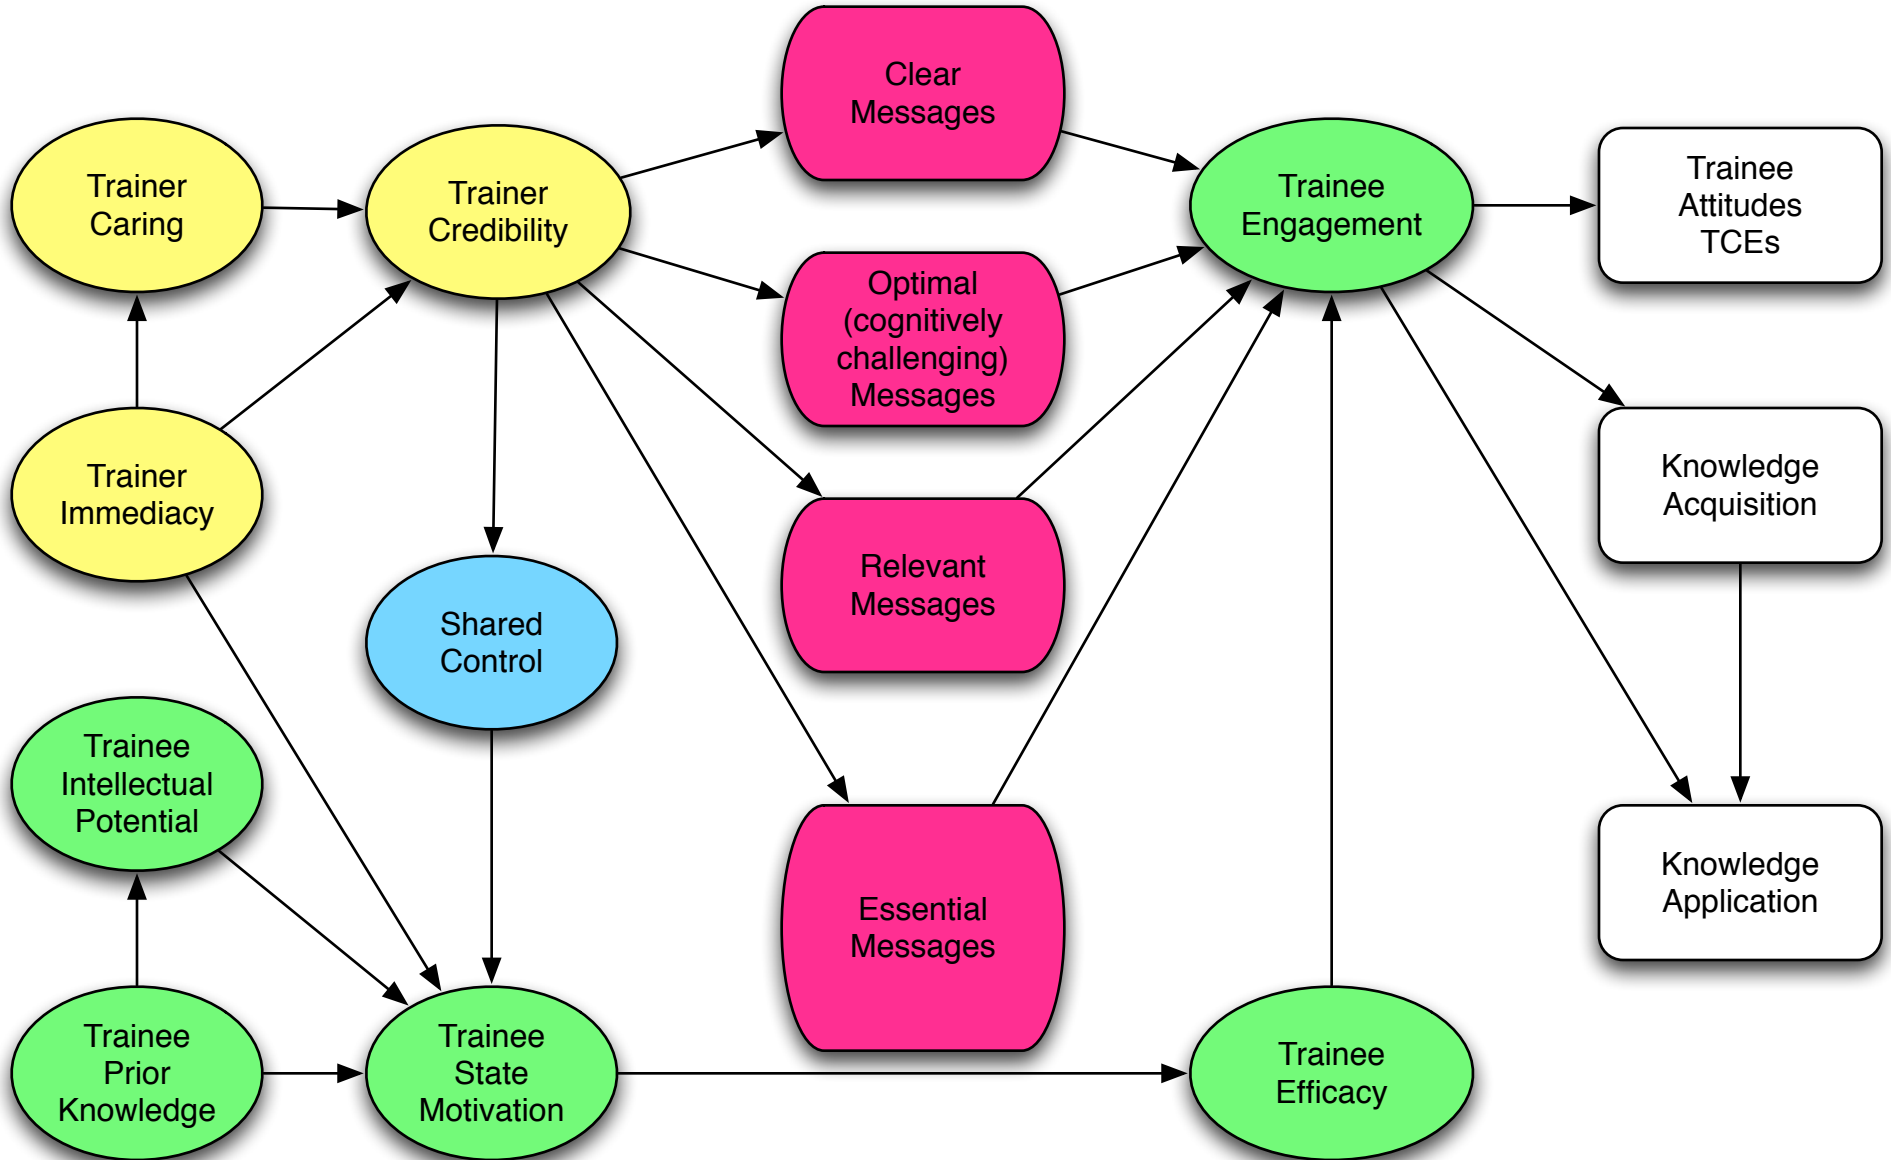 Clear
Messages
Trainer
Caring
Trainer
Credibility
Trainee
Engagement
Trainee
Attitudes
TCEs
Optimal
(cognitively
challenging)
Messages
Trainer
Immediacy
Knowledge
Acquisition
Relevant
Messages
Shared
Control
Trainee
Intellectual
Potential
Essential
Messages
Knowledge
Application
Trainee
Prior
Knowledge
Trainee
State
Motivation
Trainee
Efficacy